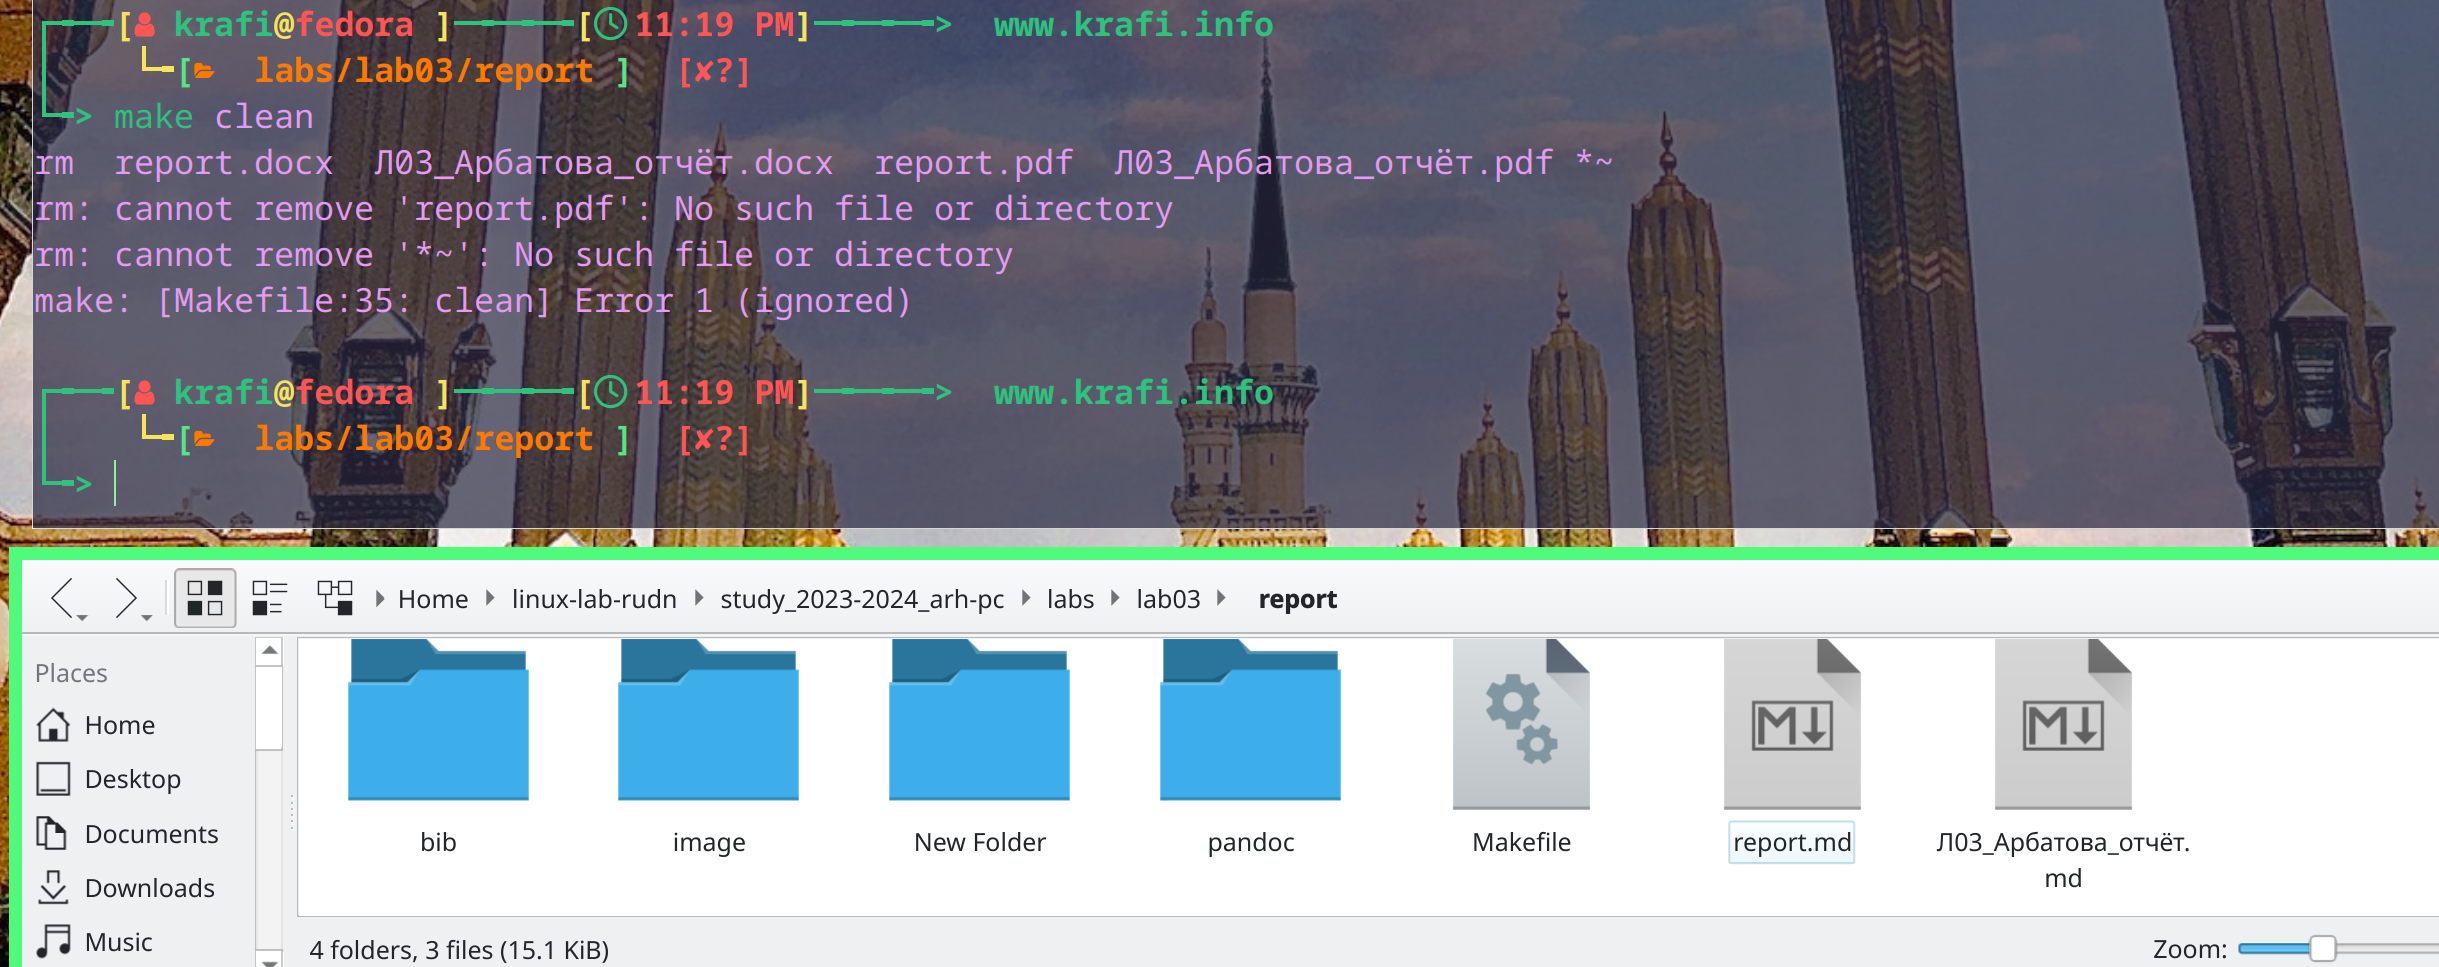 [ krafi@fedora ] [ 11:19 PM] > www.krafi.info
[ labs/lab03/report ] [✘?]
> make clean
rm report.docx Л03_Арбатова_отчёт.docx report.pdf Л03_Арбатова_отчёт.pdf *~
rm: cannot remove 'report.pdf': No such file or directory
rm: cannot remove '*~': No such file or directory
make: [Makefile:35: clean] Error 1 (ignored)
[ krafi@fedora ] [ 11:19 PM] > www.krafi.info
[ labs/lab03/report ] [✘?]
>
Home linux-lab-rudn study_2023-2024_arh-pc labs lab03 report
Places
Home
Desktop
Documents
Downloads
Music
bib
image
New Folder
pandoc
Makefile
report.md
Л03_Арбатова_отчёт.
md
4 folders, 3 files (15.1 KiB)
Zoom: